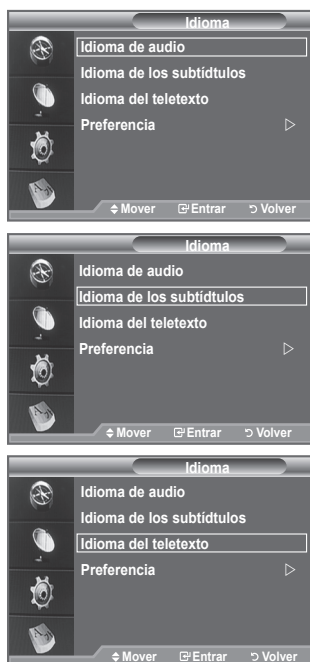 Idioma
Idioma de audio
Idioma de los subtídtulos
Idioma del teletexto
Preferencia
Mover Entrar Volver
Idioma
Idioma de audio
Idioma de los subtídtulos
Idioma del teletexto
Preferencia
Mover Entrar Volver
Idioma
Idioma de audio
Idioma de los subtídtulos
Idioma del teletexto
Preferencia
Mover Entrar Volver